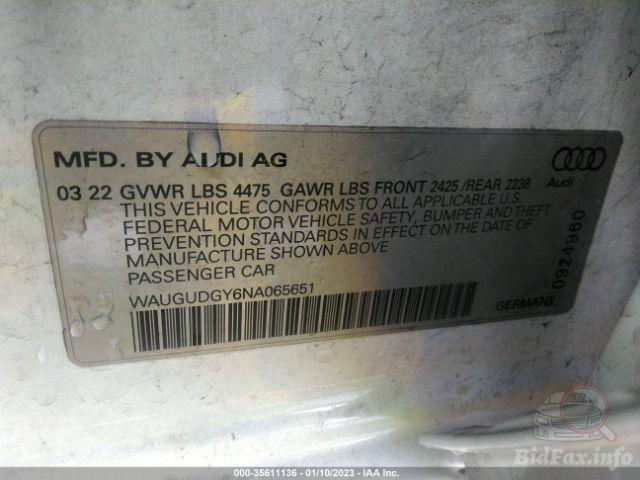 MFD. BY AUDI AG
03 22 GVWR LBS 4475 GAWR LBS FRONT 2425 /REAR 2238
THIS VEHICLE CONFORMS TO ALL APPLICABLE U.S.
FEDERAL MOTOR VEHICLE SAFETY, BUMPER AND THEFT
PREVENTION STANDARDS IN EFFECT ON THE DATE OF
MANUFACTURE SHOWN ABOVE
PASSENGER CAR
WAUGUDGY6NA065651
Audi
0924960
GERMANY
BidFax.info
000-35611136 - 01/10/2023 - IAA Inc.